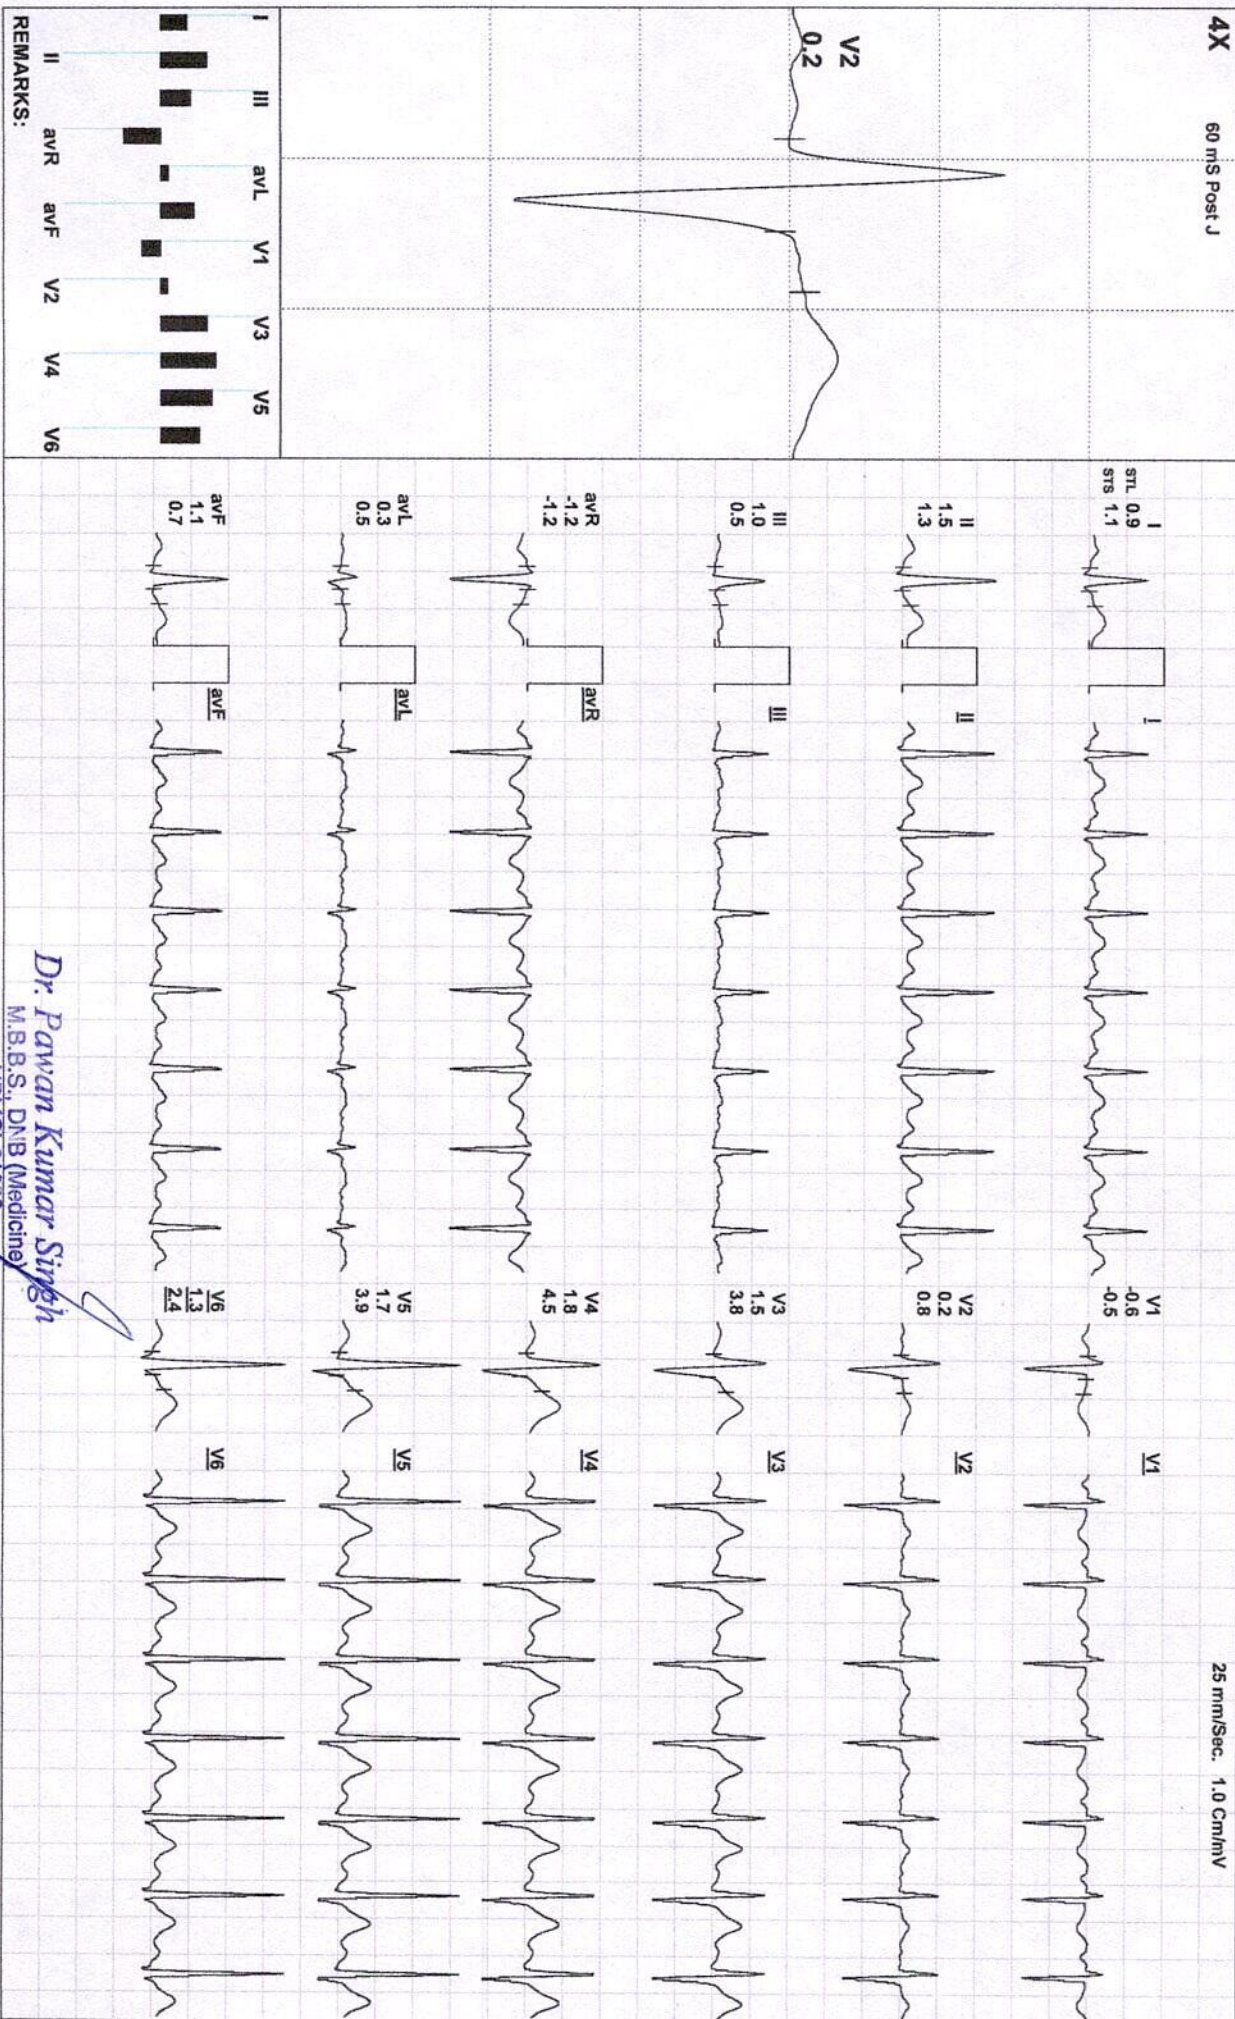 4X
60 mS Post J
25 mm/Sec. 1.0 Cm/mV
V2
0.2
I
STL 0.9
STS 1.1
I
V1
-0.6
-0.5
V1
II
1.5
1.3
II
V2
0.2
0.8
V2
III
1.0
0.5
III
V3
1.5
3.8
V3
avR
-1.2
-1.2
avR
V4
1.8
4.5
V4
avL
0.3
0.5
avL
V5
1.7
3.9
V5
avF
1.1
0.7
avF
V6
1.3
2.4
V6
I III avL V1 V3 V5
II avR avF V2 V4 V6
REMARKS:
Dr. Pawan Kumar Singh
M.B.B.S., DNB (Medicine)